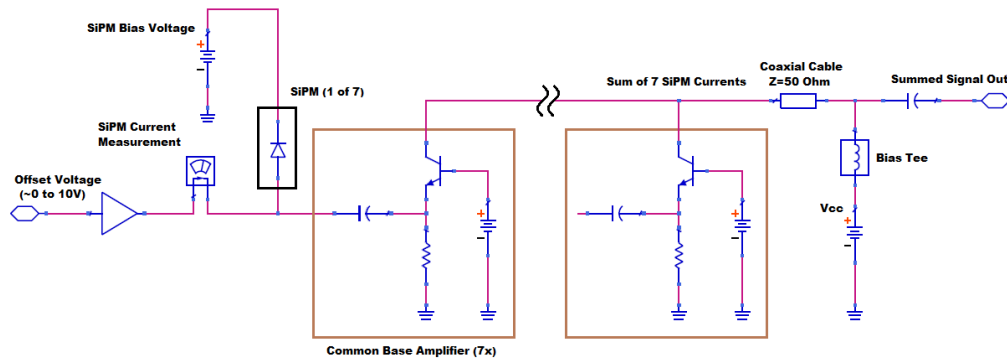 SiPM Bias Voltage
+
-
SiPM (1 of 7)
SiPM Current
Measurement
Offset Voltage
(~0 to 10V)
+
-
Common Base Amplifier (7x)
Sum of 7 SiPM Currents
+
-
Coaxial Cable
Z=50 Ohm
Summed Signal Out
Bias Tee
Vcc
+
-